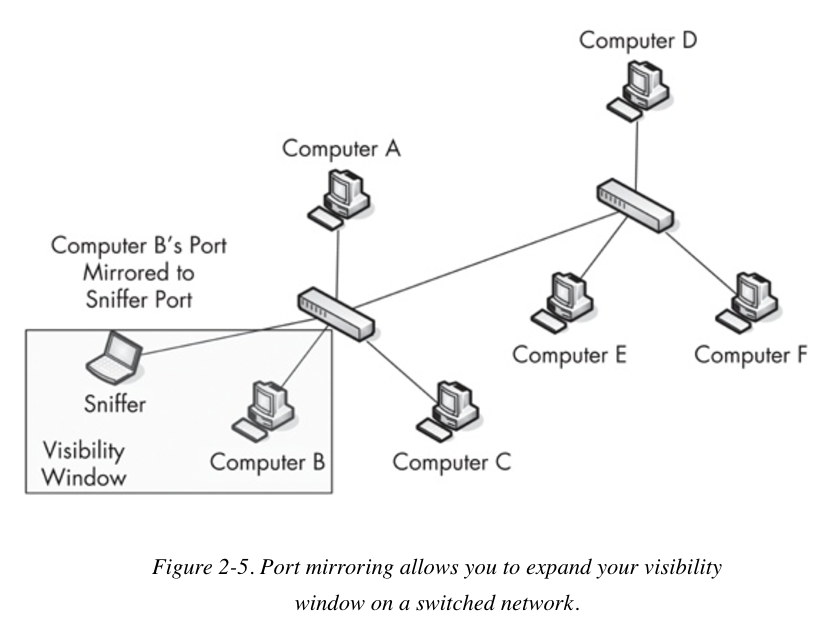 Computer D
Computer A
Computer B's Port
Mirrored to
Sniffer Port
Computer E
Computer F
Sniffer
Visibility
Window
Computer B
Computer C
Figure 2-5. Port mirroring allows you to expand your visibility
window on a switched network.